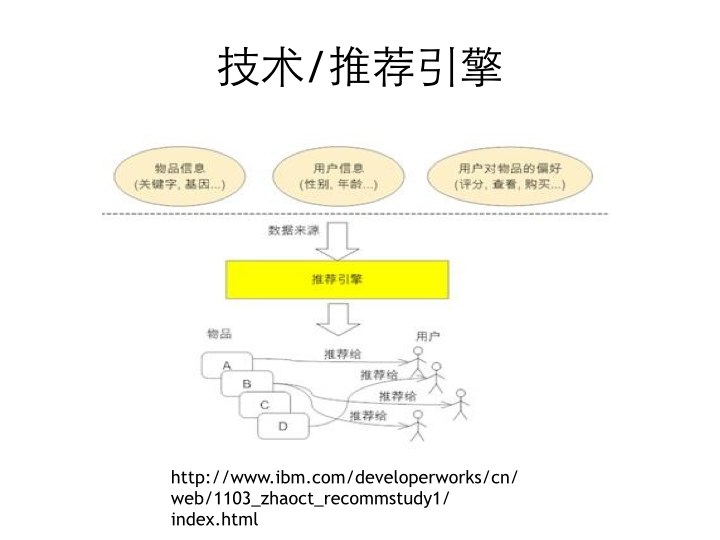 技术/推荐引擎
物品信息
(关键字, 基因...)
用户信息
(性别, 年龄...)
用户对物品的偏好
(评分, 查看, 购买...)
数据来源
推荐引擎
物品
用户
推荐给
A
推荐给
B
推荐给
C
推荐给
D
http://www.ibm.com/developerworks/cn/
web/1103_zhaoct_recommstudy1/
index.html